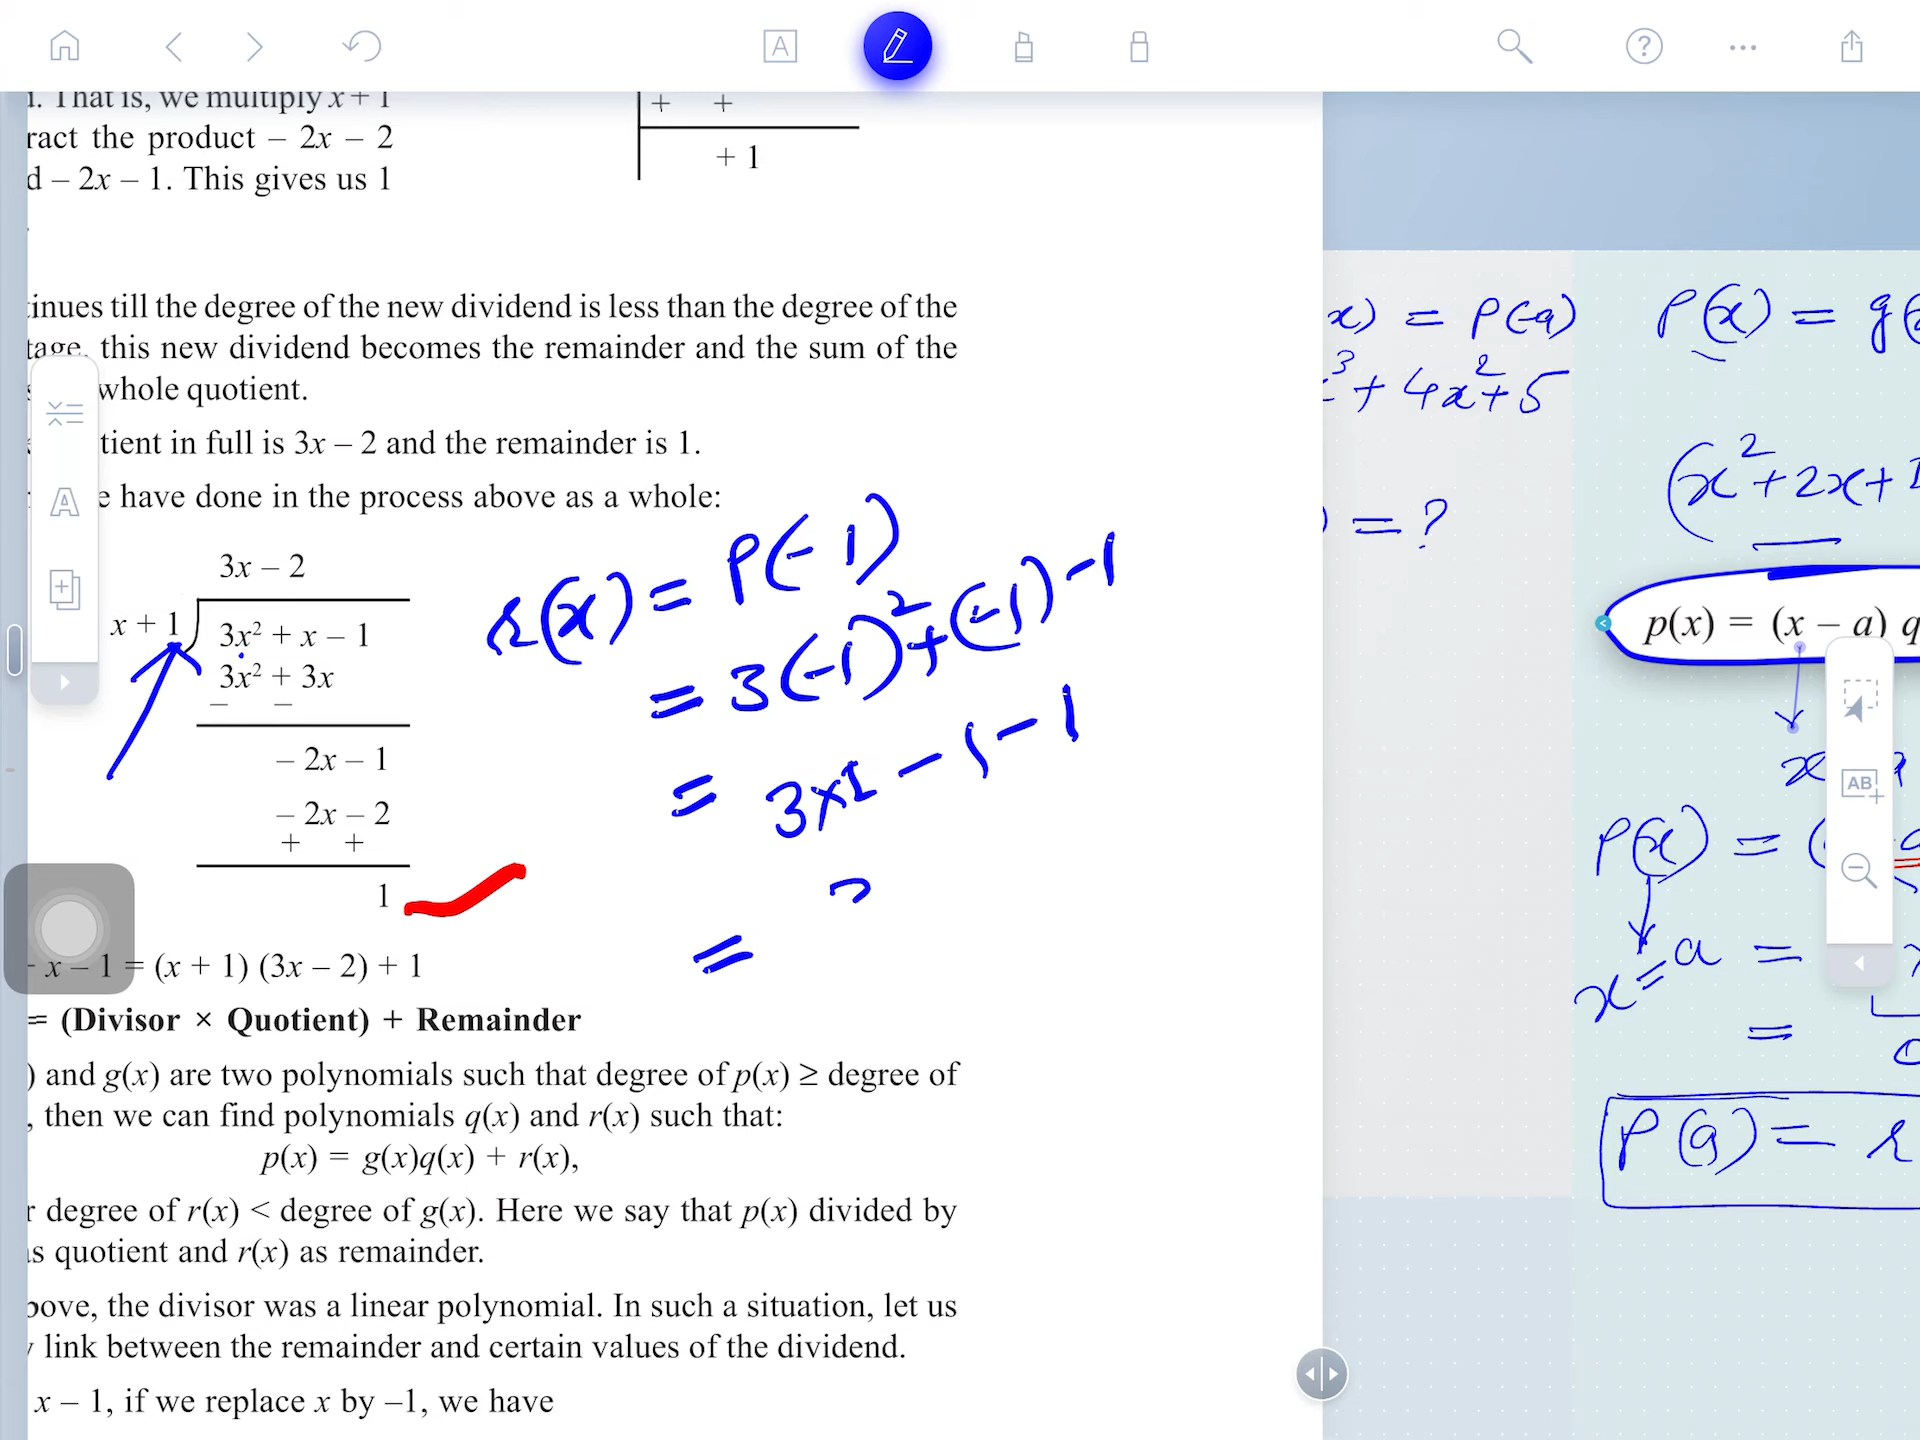 That is, we multiply x + 1
ract the product – 2x – 2
d – 2x – 1. This gives us 1
+ +
+ 1
tinues till the degree of the new dividend is less than the degree of the
tage, this new dividend becomes the remainder and the sum of the
whole quotient.
tient in full is 3x – 2 and the remainder is 1.
e have done in the process above as a whole:
3x – 2
x + 1
3x² + x – 1
3x² + 3x
– –
– 2x – 1
– 2x – 2
+ +
1
r(x) = p(-1)
= 3(-1)² + (-1) - 1
= 3×1 - 1 - 1
=
x – 1 = (x + 1) (3x – 2) + 1
= (Divisor × Quotient) + Remainder
) and g(x) are two polynomials such that degree of p(x) ≥ degree of
, then we can find polynomials q(x) and r(x) such that:
p(x) = g(x)q(x) + r(x),
r degree of r(x) < degree of g(x). Here we say that p(x) divided by
as quotient and r(x) as remainder.
bove, the divisor was a linear polynomial. In such a situation, let us
link between the remainder and certain values of the dividend.
x – 1, if we replace x by –1, we have
x) = p(-a)
³ + 4x² + 5
) = ?
p(x) = g(
(x² + 2x + 1
p(x) = (x – a) q
x
p(x) = (
x = a =
=
p(a) = r
A
A
AB